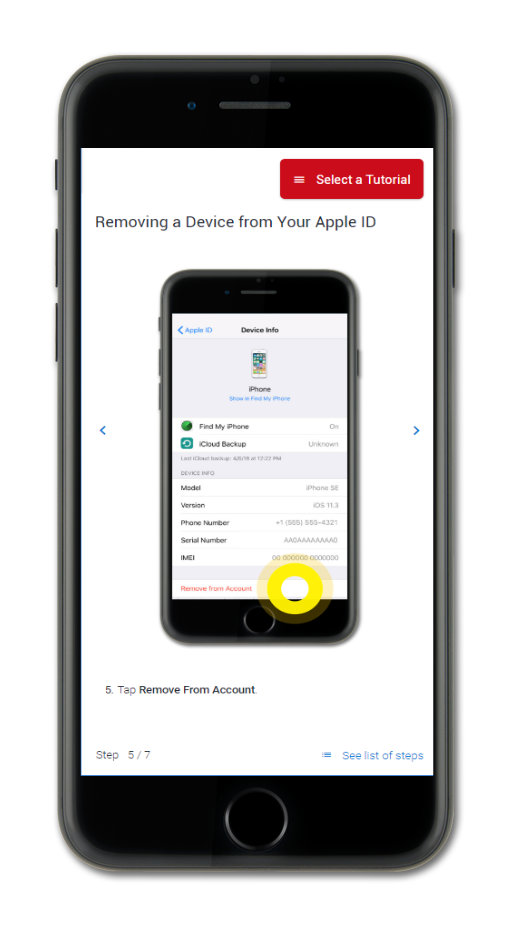 Select a Tutorial
Removing a Device from Your Apple ID
Apple ID Device Info
iPhone
Show in Find My iPhone
Find My iPhone On
iCloud Backup Unknown
Last iCloud backup: 4/6/18 at 12:22 PM
DEVICE INFO
Model iPhone SE
Version iOS 11.3
Phone Number +1 (555) 555-4321
Serial Number AA0AAAAAAAA0
IMEI 00 000000 0000000
Remove from Account
5. Tap Remove From Account.
Step 5 / 7
See list of steps